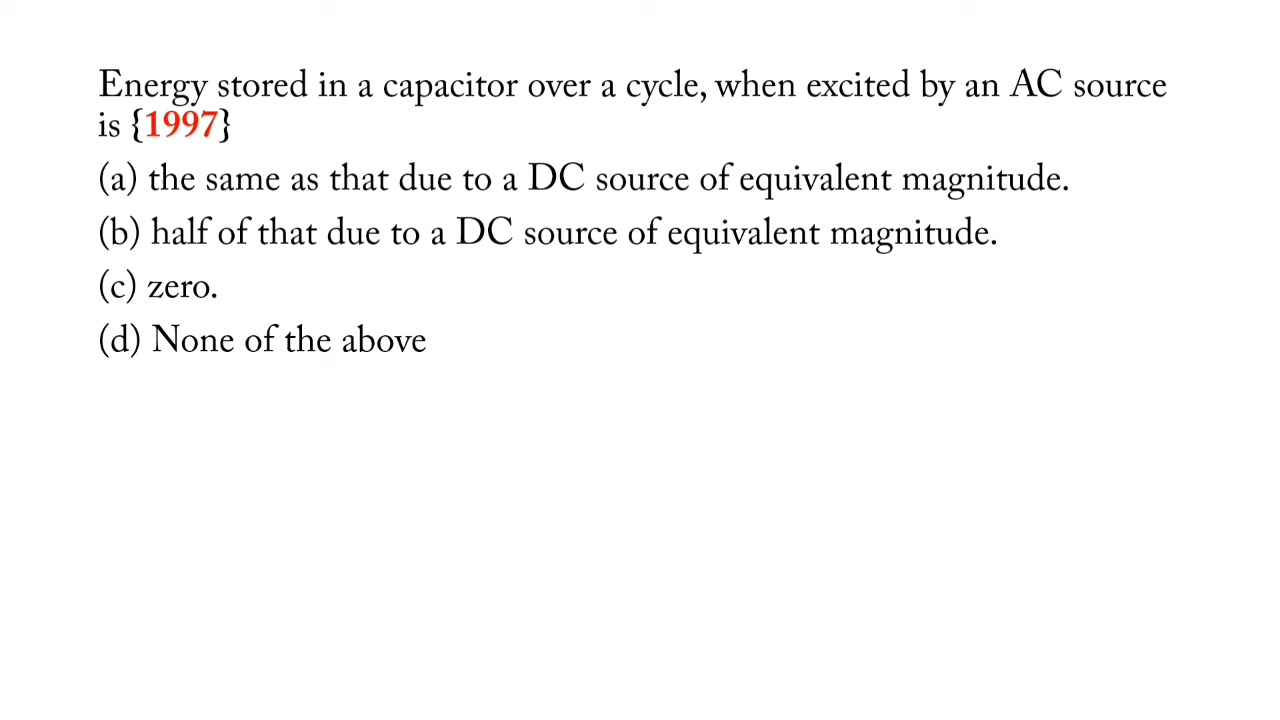 Energy stored in a capacitor over a cycle, when excited by an AC source
is {1997}
(a) the same as that due to a DC source of equivalent magnitude.
(b) half of that due to a DC source of equivalent magnitude.
(c) zero.
(d) None of the above